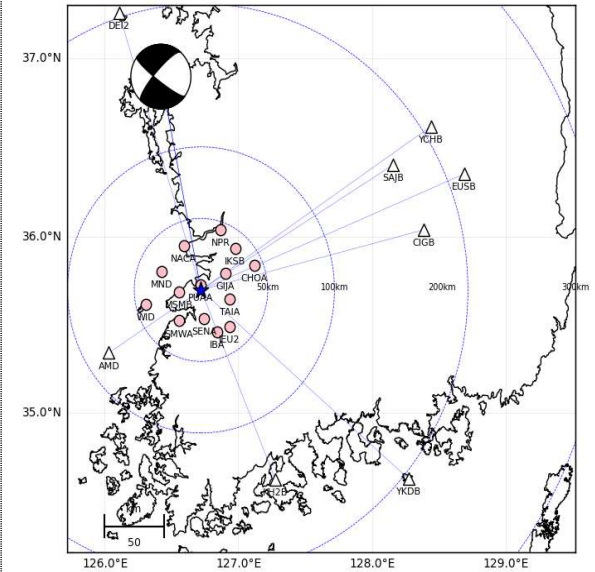 37.0°N
DEI2
YCHB
SAJB
EUSB
36.0°N
NPR
CIGB
NACA
IKSB
MND
GIJA
CHOA
PUAA
50km
100km
200km
300km
MSMB
WID
TAIA
SMWA
SENA
JEU2
IBA
AMD
35.0°N
YKDB
50
126.0°E
127.0°E
128.0°E
129.0°E